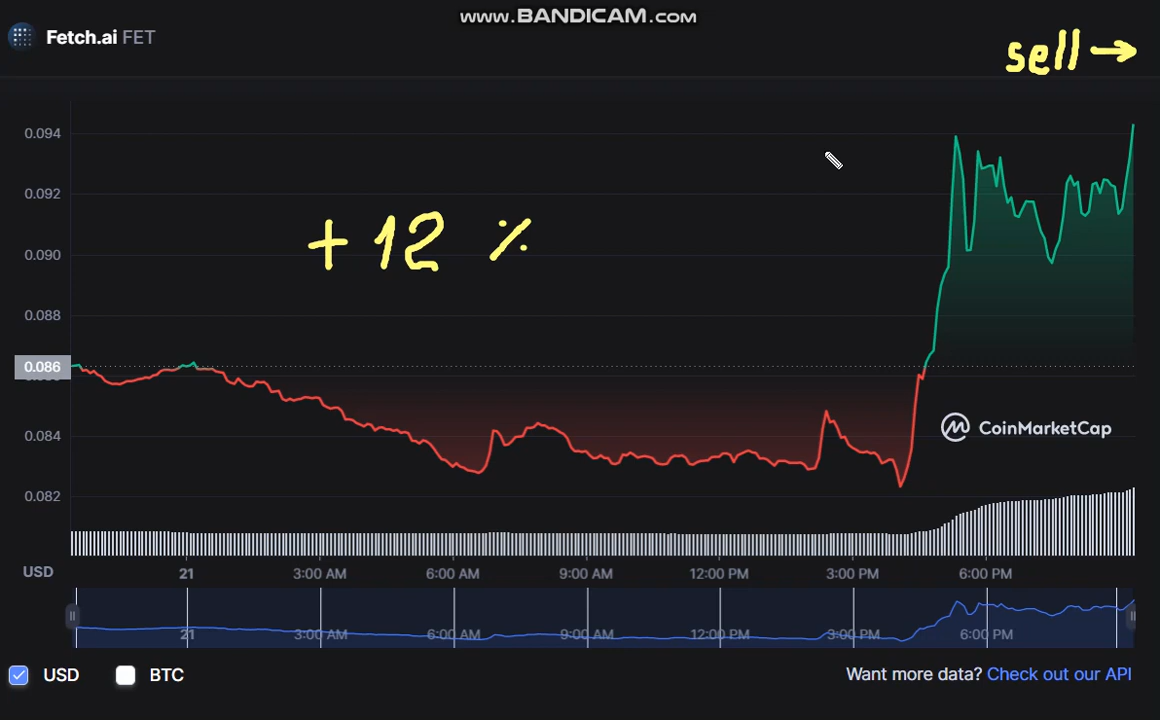 www.BANDICAM.com
Fetch.ai FET
sell →
0.094
0.092
+ 12 %
0.090
0.088
0.086
0.084
CoinMarketCap
0.082
USD
21 3:00 AM 6:00 AM 9:00 AM 12:00 PM 3:00 PM 6:00 PM
21 3:00 AM 6:00 AM 9:00 AM 12:00 PM 3:00 PM 6:00 PM
USD BTC
Want more data? Check out our API